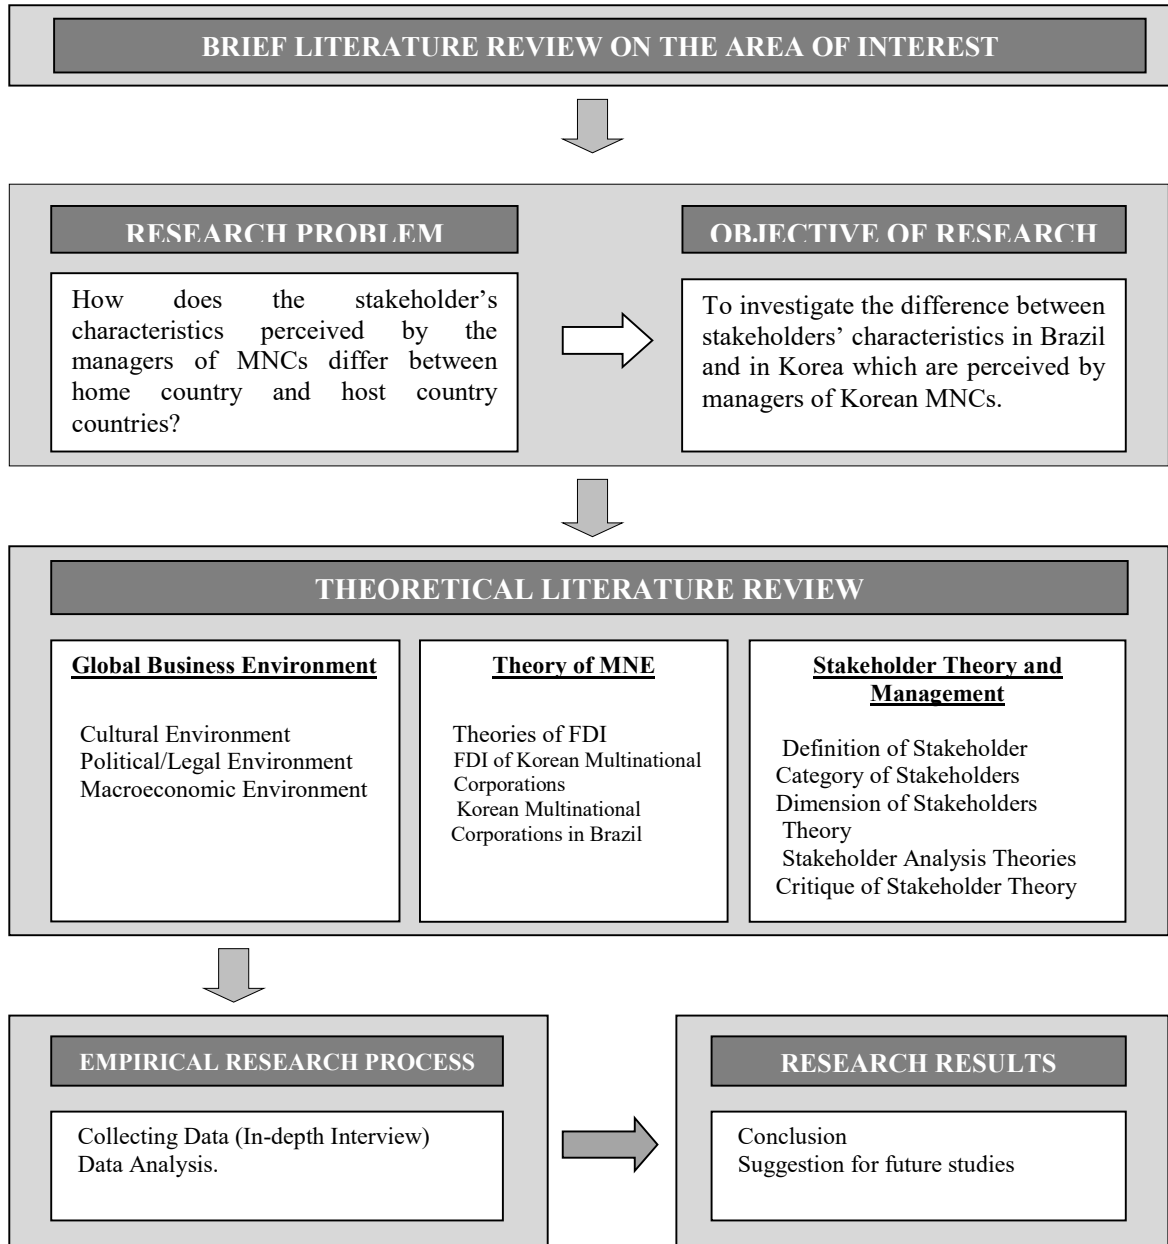 BRIEF LITERATURE REVIEW ON THE AREA OF INTEREST
RESEARCH PROBLEM
How does the stakeholder’s
characteristics perceived by the
managers of MNCs differ between
home country and host country
countries?
OBJECTIVE OF RESEARCH
To investigate the difference between
stakeholders’ characteristics in Brazil
and in Korea which are perceived by
managers of Korean MNCs.
THEORETICAL LITERATURE REVIEW
Global Business Environment
Cultural Environment
Political/Legal Environment
Macroeconomic Environment
Theory of MNE
Theories of FDI
FDI of Korean Multinational
Corporations
Korean Multinational
Corporations in Brazil
Stakeholder Theory and
Management
Definition of Stakeholder
Category of Stakeholders
Dimension of Stakeholders
Theory
Stakeholder Analysis Theories
Critique of Stakeholder Theory
EMPIRICAL RESEARCH PROCESS
Collecting Data (In-depth Interview)
Data Analysis.
RESEARCH RESULTS
Conclusion
Suggestion for future studies